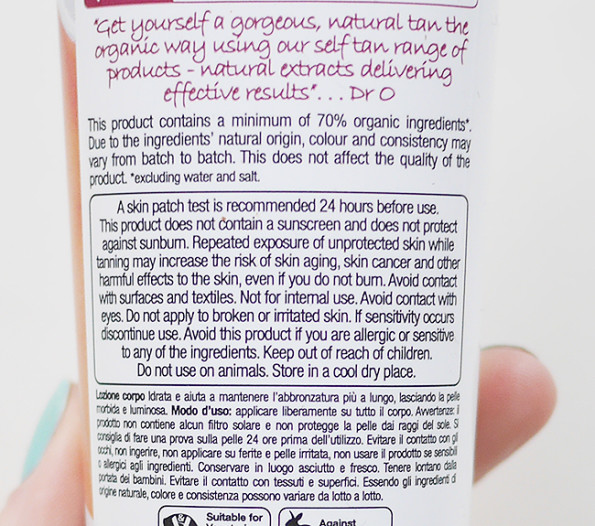 "Get yourself a gorgeous, natural tan the
organic way using our self tan range of
products - natural extracts delivering
effective results"... Dr O
This product contains a minimum of 70% organic ingredients*.
Due to the ingredients' natural origin, colour and consistency may
vary from batch to batch. This does not affect the quality of the
product. *excluding water and salt.
A skin patch test is recommended 24 hours before use.
This product does not contain a sunscreen and does not protect
against sunburn. Repeated exposure of unprotected skin while
tanning may increase the risk of skin aging, skin cancer and other
harmful effects to the skin, even if you do not burn. Avoid contact
with surfaces and textiles. Not for internal use. Avoid contact with
eyes. Do not apply to broken or irritated skin. If sensitivity occurs
discontinue use. Avoid this product if you are allergic or sensitive
to any of the ingredients. Keep out of reach of children.
Do not use on animals. Store in a cool dry place.
Lozione corpo Idrata e aiuta a mantenere l'abbronzatura più a lungo, lasciando la pelle
morbida e luminosa. Modo d'uso: applicare liberamente su tutto il corpo. Avvertenze: il
prodotto non contiene alcun filtro solare e non protegge la pelle dai raggi del sole. Si
consiglia di fare una prova sulla pelle 24 ore prima dell'utilizzo. Evitare il contatto con gli
occhi, non ingerire, non applicare su ferite e pelle irritata, non usare il prodotto se sensibili
o allergici agli ingredienti. Conservare in luogo asciutto e fresco. Tenere lontano dalla
portata dei bambini. Evitare il contatto con tessuti e superfici. Essendo gli ingredienti di
origine naturale, colore e consistenza possono variare da lotto a lotto.
Suitable for
Against